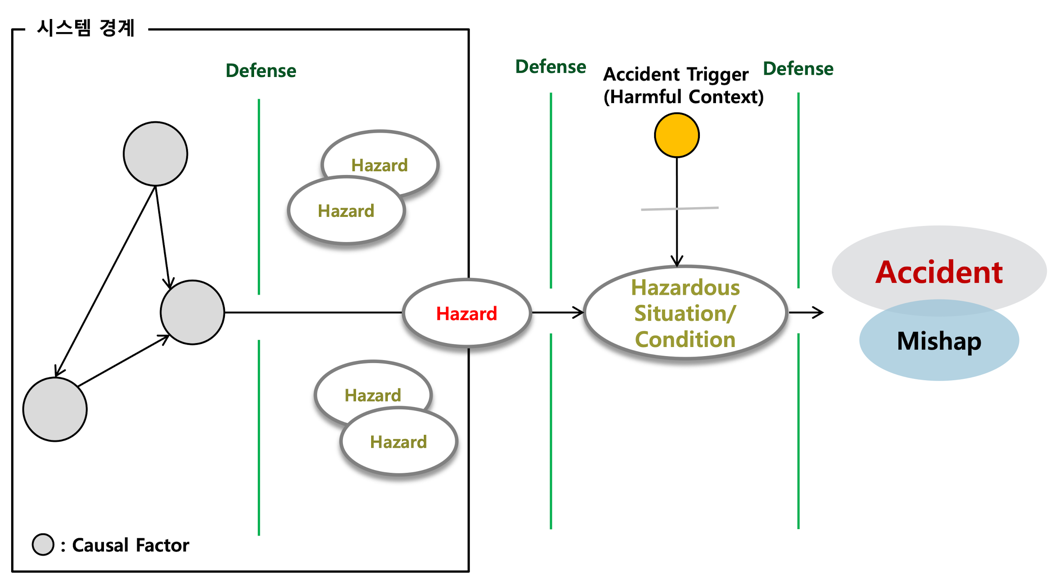 시스템 경계
Defense
Defense
Accident Trigger
(Harmful Context)
Defense
Hazard
Hazard
Hazard
Hazardous
Situation/
Condition
Accident
Mishap
Hazard
Hazard
: Causal Factor